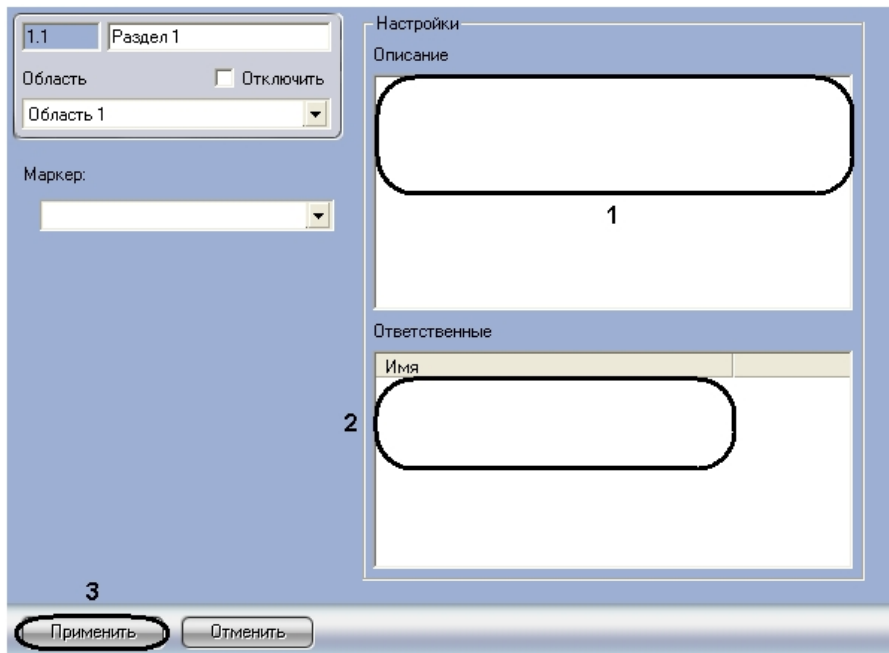 1.1
Раздел 1
Область
Отключить
Область 1
Маркер:
Настройки
Описание
1
Ответственные
Имя
2
3
Применить
Отменить